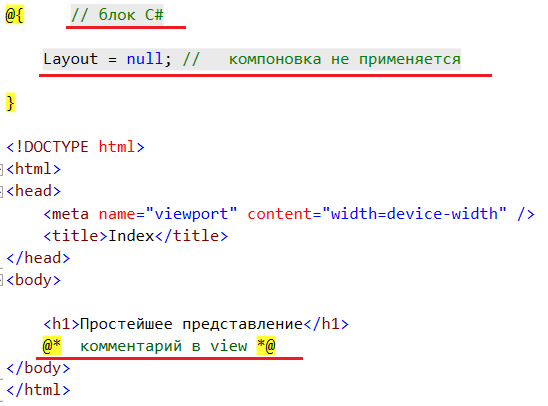 @{ // блок C#
Layout = null; // компоновка не применяется
}
<!DOCTYPE html>
<html>
<head>
<meta name="viewport" content="width=device-width" />
<title>Index</title>
</head>
<body>
<h1>Простейшее представление</h1>
@* комментарий в view *@
</body>
</html>